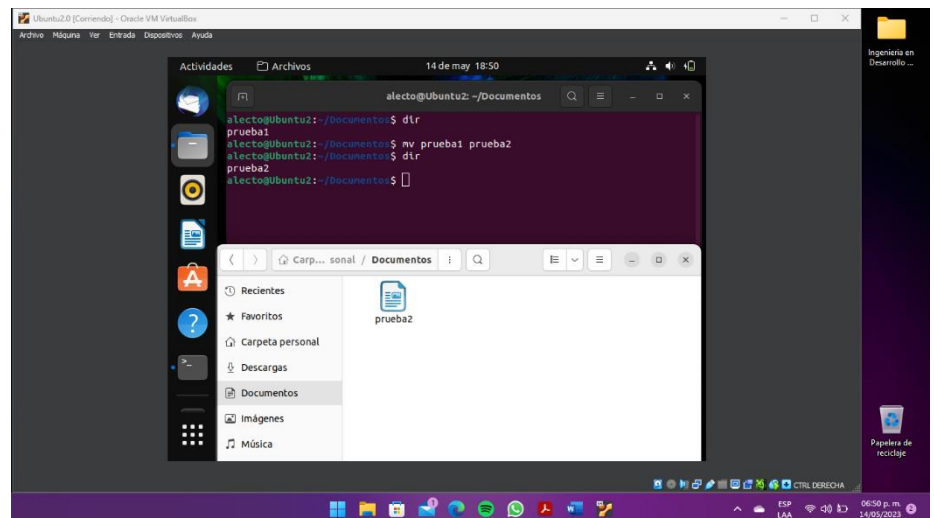 Ubuntu2.0 [Corriendo] - Oracle VM VirtualBox
Archivo Máquina Ver Entrada Dispositivos Ayuda
Ingenieria en
Desarrollo ...
Actividades Archivos 14 de may 18:50
alecto@Ubuntu2: ~/Documentos
alecto@Ubuntu2:~/Documentos$ dir
prueba1
alecto@Ubuntu2:~/Documentos$ mv prueba1 prueba2
alecto@Ubuntu2:~/Documentos$ dir
prueba2
alecto@Ubuntu2:~/Documentos$
Carp... sonal / Documentos
Recientes
Favoritos
Carpeta personal
Descargas
Documentos
Imágenes
Música
prueba2
Papelera de
reciclaje
CTRL DERECHA
ESP
LAA
06:50 p. m.
14/05/2023